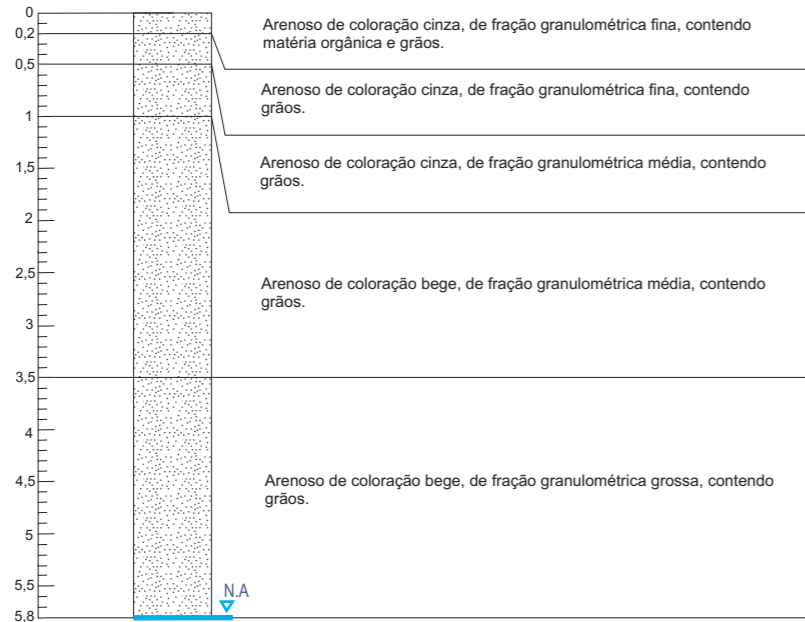 0
Arenoso de coloração cinza, de fração granulométrica fina, contendo
matéria orgânica e grãos.
0,2
0,5
Arenoso de coloração cinza, de fração granulométrica fina, contendo
grãos.
1
Arenoso de coloração cinza, de fração granulométrica média, contendo
grãos.
1,5
2
2,5
Arenoso de coloração bege, de fração granulométrica média, contendo
grãos.
3
3,5
4
4,5
Arenoso de coloração bege, de fração granulométrica grossa, contendo
grãos.
5
5,5
N.A
5.8